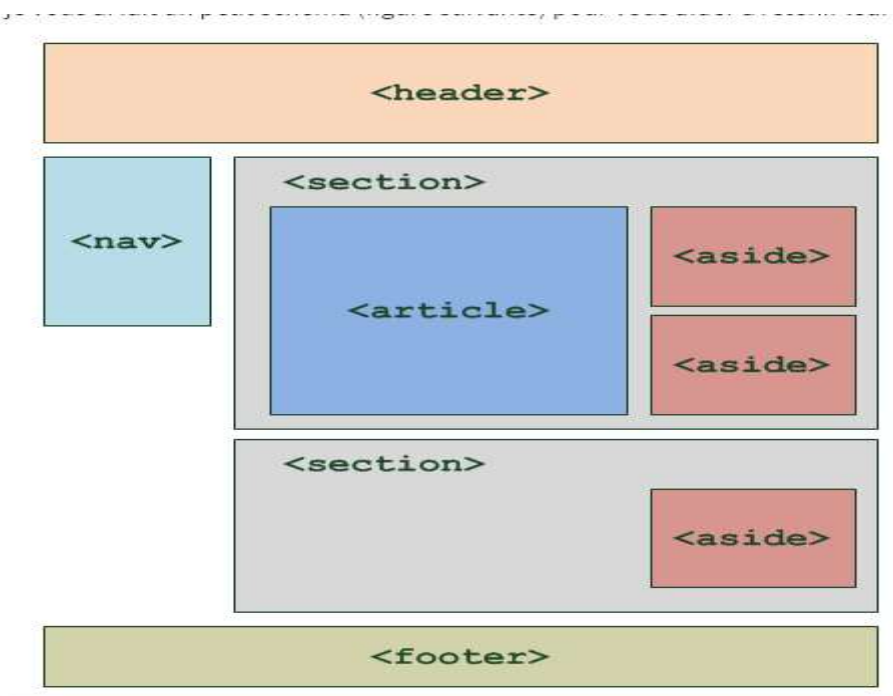 <header>
<nav>
<section>
<article>
<aside>
<aside>
<section>
<aside>
<footer>